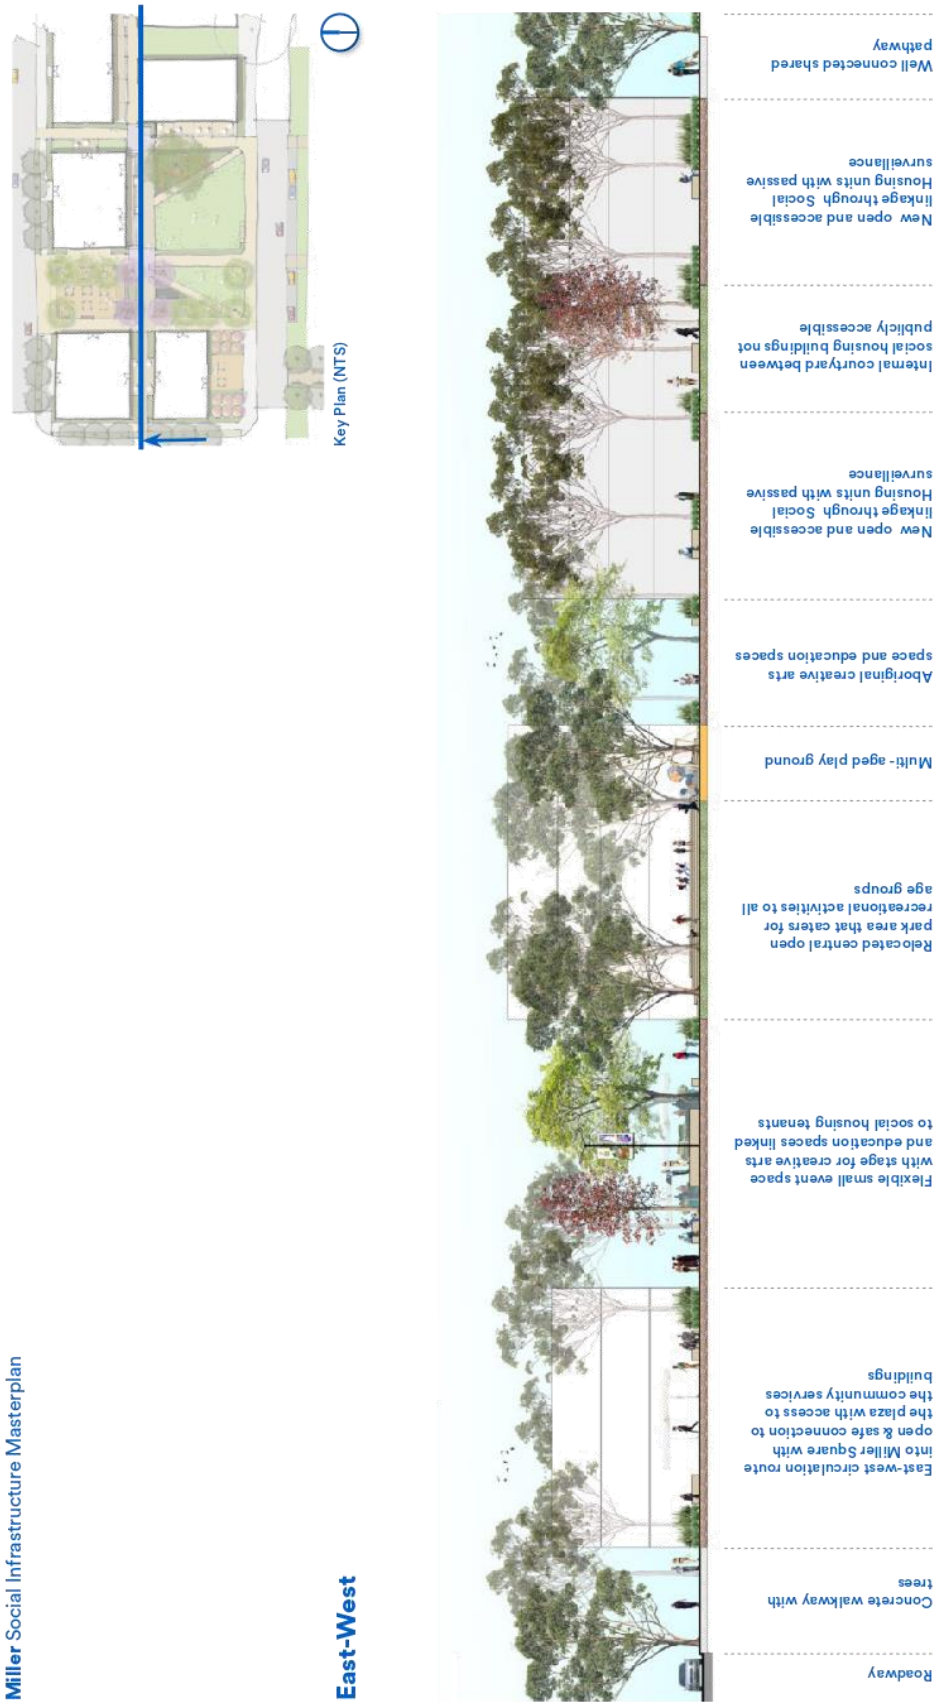 Miller Social Infrastructure Masterplan
East-West
Key Plan (NTS)
Roadway
Concrete walkway with
trees
East-west circulation route
into Miller Square with
open & safe connection to
the plaza with access to
the community services
buildings
Flexible small event space
with stage for creative arts
and education spaces linked
to social housing tenants
Relocated central open
park area that caters for
recreational activities to all
age groups
Multi- aged play ground
Aboriginal creative arts
space and education spaces
New open and accessible
linkage through Social
Housing units with passive
surveillance
Internal courtyard between
social housing buildings not
publicly accessible
New open and accessible
linkage through Social
Housing units with passive
surveillance
Well connected shared
pathway